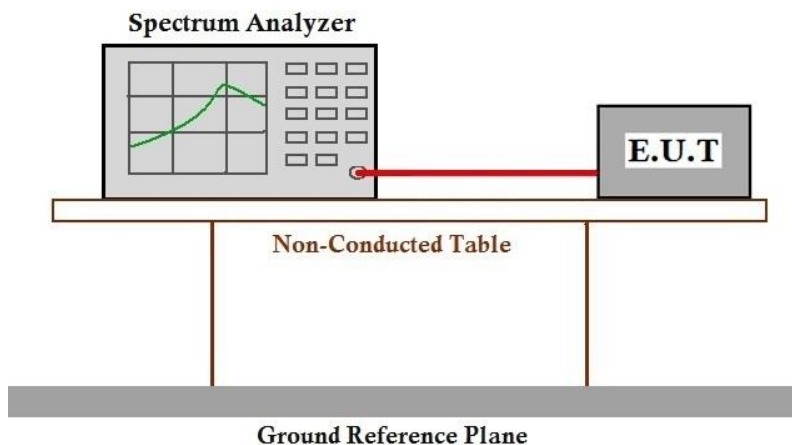 Spectrum Analyzer
E.U.T
Non-Conducted Table
Ground Reference Plane